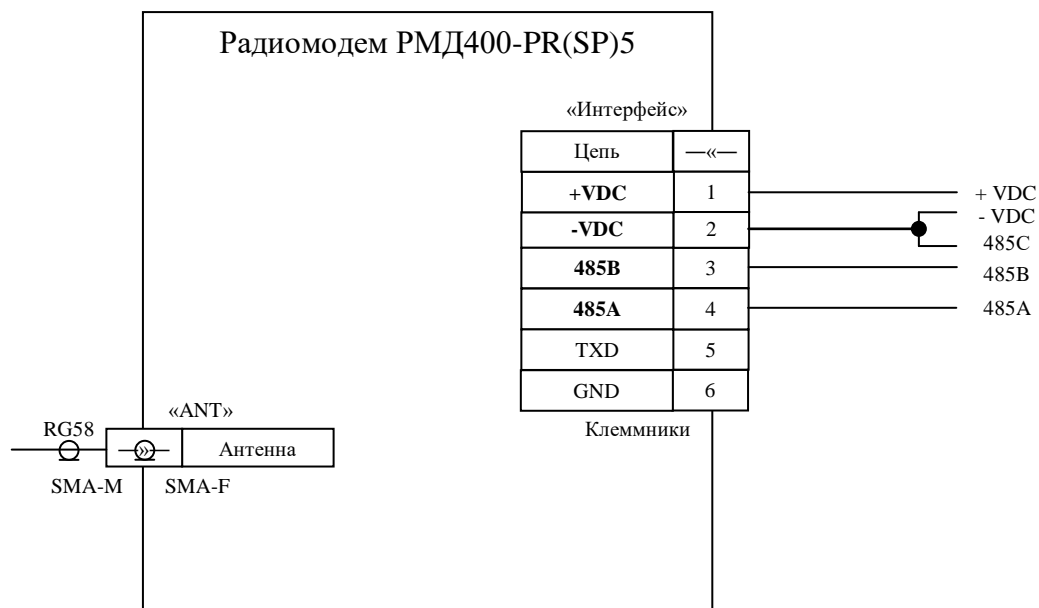 Радиомодем РМД400-PR(SP)5
«Интерфейс»
Цепь —«—
+VDC 1 + VDC
- VDC
-VDC 2
485C
485B 3 485B
485A 4 485A
TXD 5
GND 6
Клеммники
«ANT»
RG58
—»— Антенна
SMA-M SMA-F